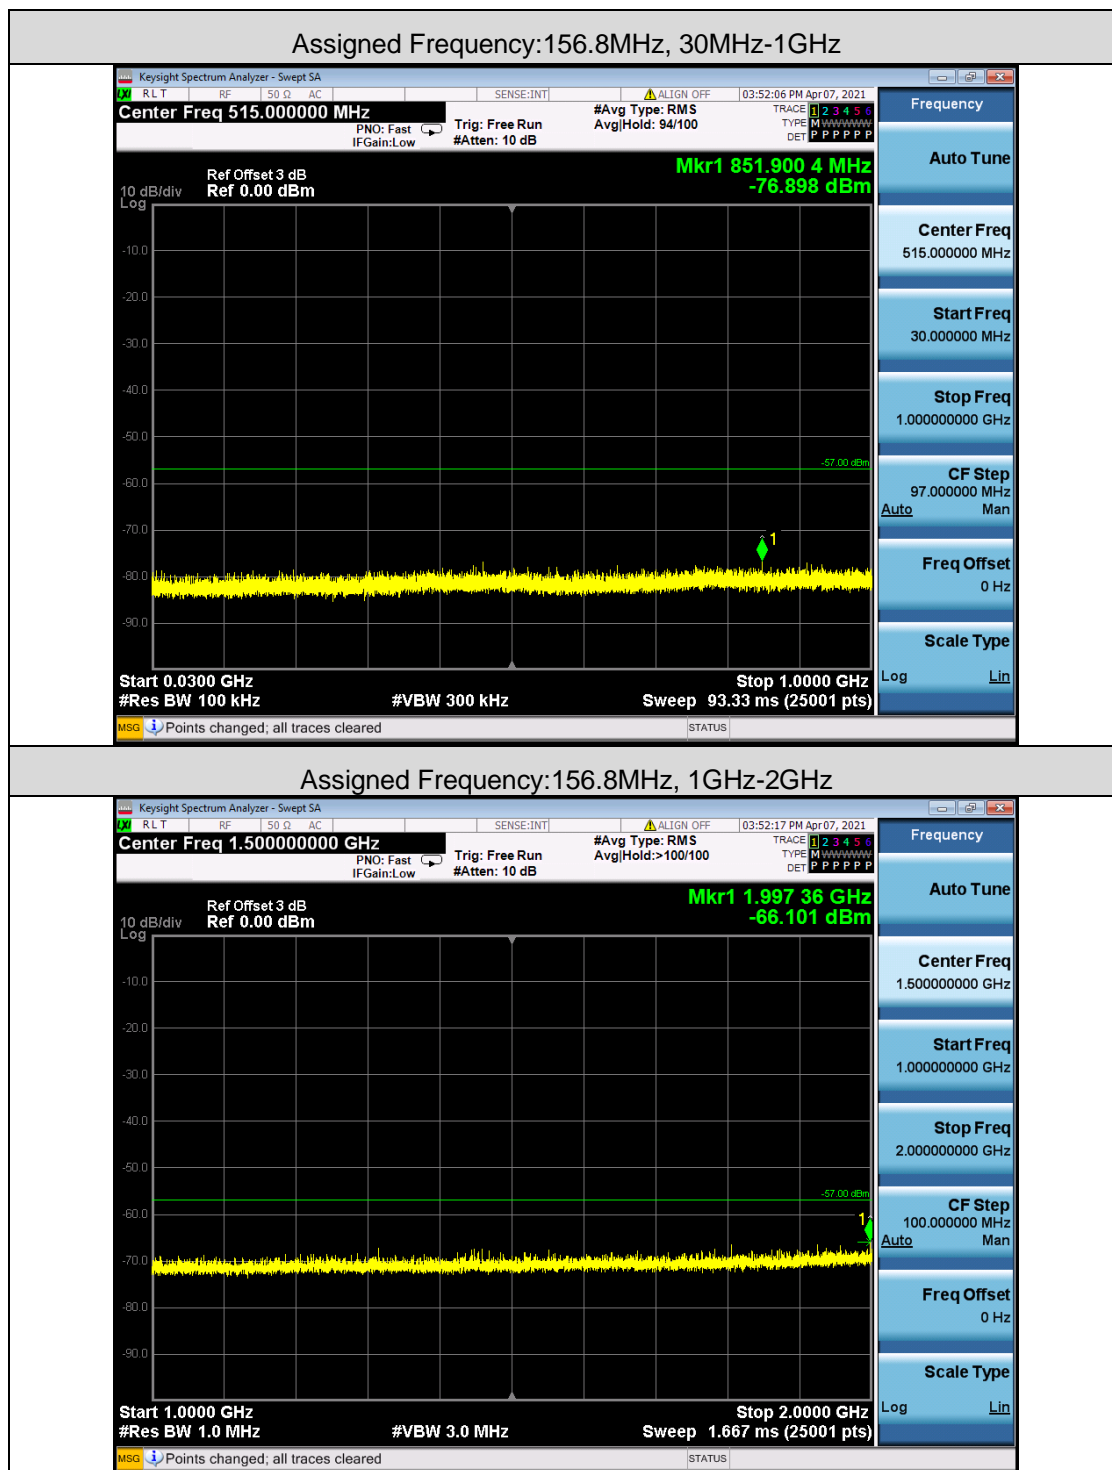 Assigned Frequency:156.8MHz, 30MHz-1GHz
Keysight Spectrum Analyzer - Swept SA
LXI RLT RF 50 Ω AC SENSE:INT ALIGN OFF 03:52:06 PM Apr 07, 2021
Center Freq 515.000000 MHz
PNO: Fast
IFGain:Low
Trig: Free Run
#Atten: 10 dB
#Avg Type: RMS
Avg|Hold: 94/100
TRACE 1 2 3 4 5 6
TYPE M WWWWW
DET P P P P P P
Mkr1 851.900 4 MHz
-76.898 dBm
Ref Offset 3 dB
10 dB/div Ref 0.00 dBm
Log
-10.0
-20.0
-30.0
-40.0
-50.0
-57.00 dBm
-60.0
-70.0
1
-80.0
-90.0
Start 0.0300 GHz Stop 1.0000 GHz
#Res BW 100 kHz #VBW 300 kHz Sweep 93.33 ms (25001 pts)
MSG Points changed; all traces cleared STATUS
Frequency
Auto Tune
Center Freq
515.000000 MHz
Start Freq
30.000000 MHz
Stop Freq
1.000000000 GHz
CF Step
97.000000 MHz
Auto Man
Freq Offset
0 Hz
Scale Type
Log Lin
Assigned Frequency:156.8MHz, 1GHz-2GHz
Keysight Spectrum Analyzer - Swept SA
LXI RLT RF 50 Ω AC SENSE:INT ALIGN OFF 03:52:17 PM Apr 07, 2021
Center Freq 1.500000000 GHz
PNO: Fast
IFGain:Low
Trig: Free Run
#Atten: 10 dB
#Avg Type: RMS
Avg|Hold:>100/100
TRACE 1 2 3 4 5 6
TYPE M WWWWW
DET P P P P P P
Mkr1 1.997 36 GHz
-66.101 dBm
Ref Offset 3 dB
10 dB/div Ref 0.00 dBm
Log
-10.0
-20.0
-30.0
-40.0
-50.0
-57.00 dBm
-60.0
1
-70.0
-80.0
-90.0
Start 1.0000 GHz Stop 2.0000 GHz
#Res BW 1.0 MHz #VBW 3.0 MHz Sweep 1.667 ms (25001 pts)
MSG Points changed; all traces cleared STATUS
Frequency
Auto Tune
Center Freq
1.500000000 GHz
Start Freq
1.000000000 GHz
Stop Freq
2.000000000 GHz
CF Step
100.000000 MHz
Auto Man
Freq Offset
0 Hz
Scale Type
Log Lin